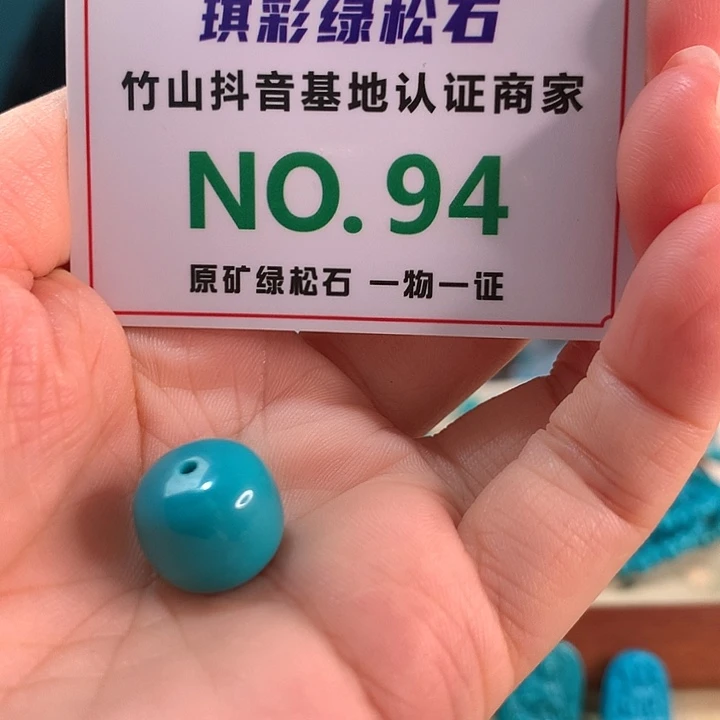 琪彩绿松石
竹山抖音基地认证商家
NO.94
原矿绿松石 一物一证